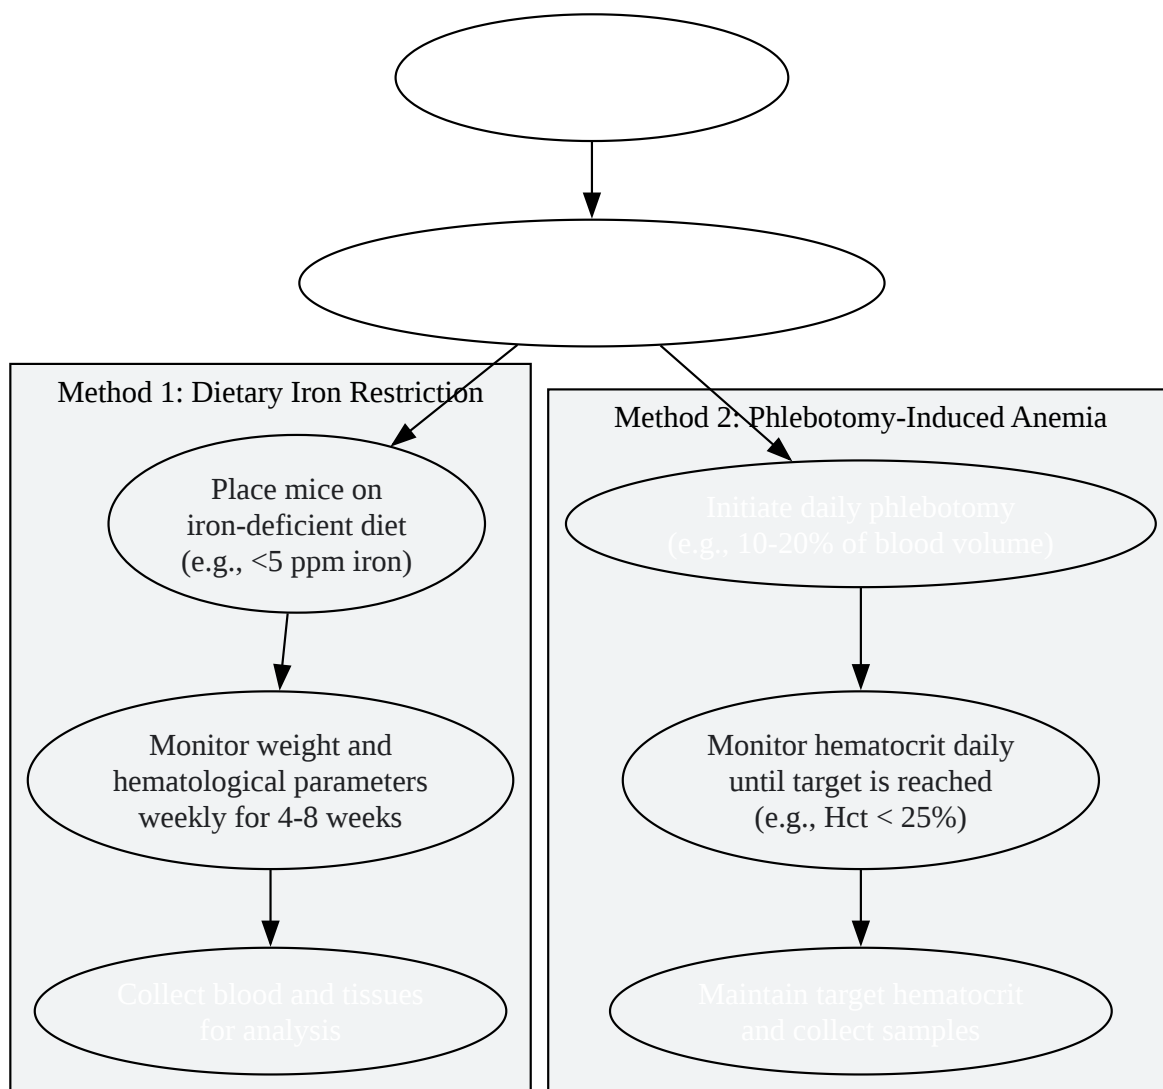 Method 1: Dietary Iron Restriction
Place mice on
iron-deficient diet
(e.g., <5 ppm iron)
Monitor weight and
hematological parameters
weekly for 4-8 weeks
Collect blood and tissues
for analysis
Method 2: Phlebotomy-Induced Anemia
Initiate daily phlebotomy
(e.g., 10-20% of blood volume)
Monitor hematocrit daily
until target is reached
(e.g., Hct < 25%)
Maintain target hematocrit
and collect samples